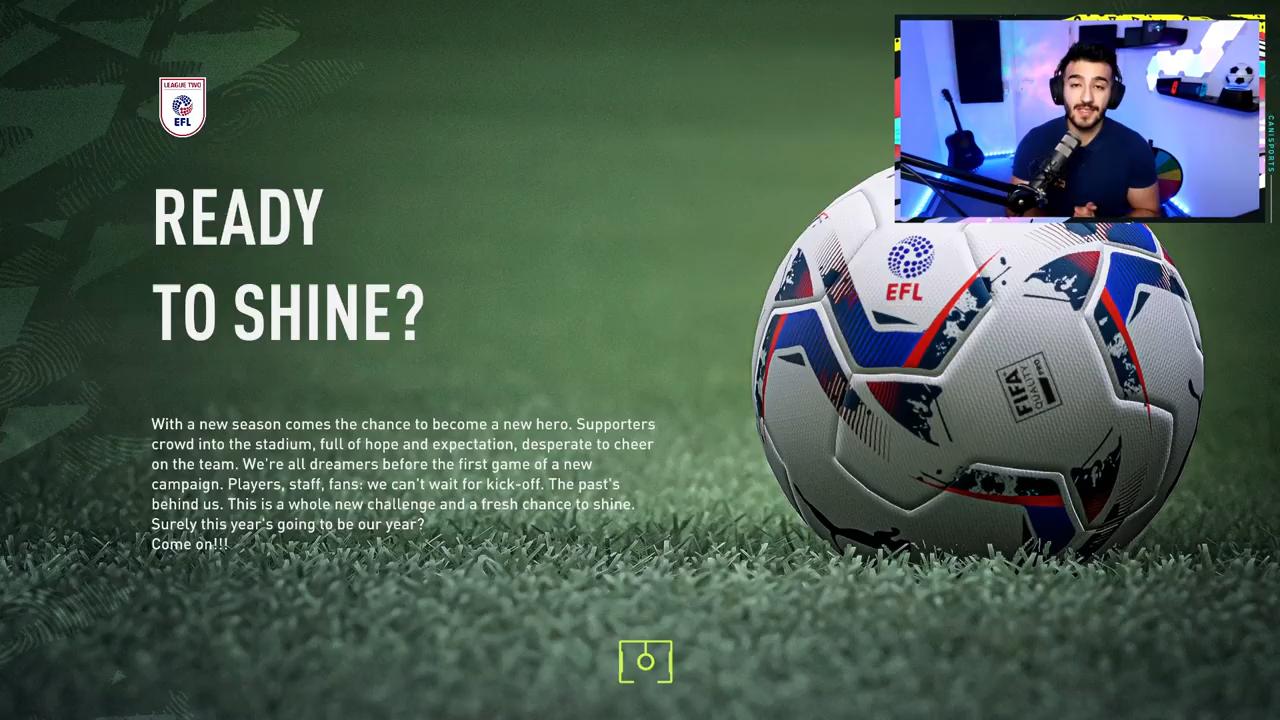 LEAGUE TWO
EFL
READY
TO SHINE?
With a new season comes the chance to become a new hero. Supporters
crowd into the stadium, full of hope and expectation, desperate to cheer
on the team. We're all dreamers before the first game of a new
campaign. Players, staff, fans: we can't wait for kick-off. The past's
behind us. This is a whole new challenge and a fresh chance to shine.
Surely this year's going to be our year?
Come on!!!
EFL
FIFA
QUALITY
PRO
CANISPORTS